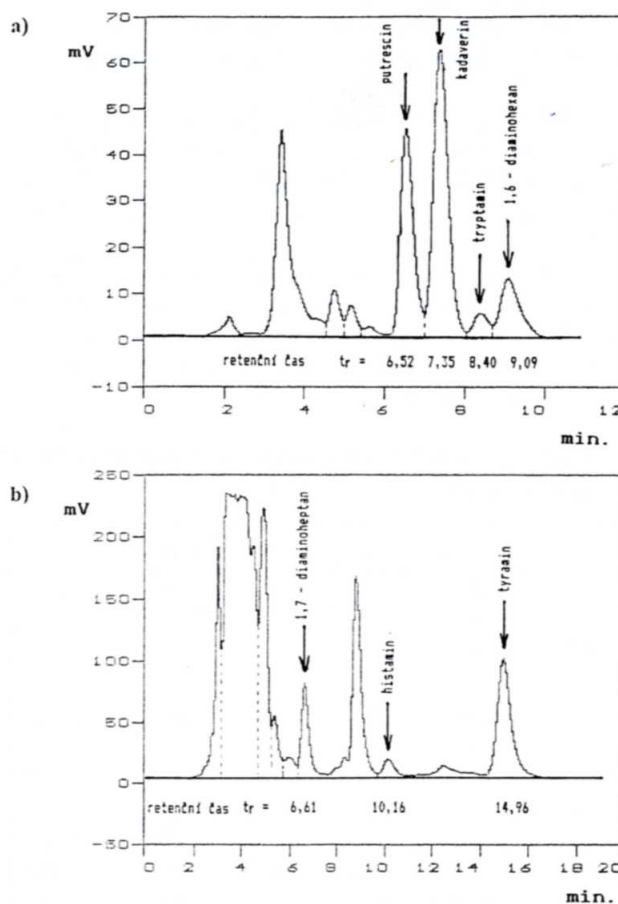 a)
mV
70
60
50
40
30
20
10
0
-10
putrescin
kadaverin
tryptamin
1,6 - diaminohexan
retenční čas tr = 6,52 7,35 8,40 9,09
0 2 4 6 8 10 12
min.
b)
mV
250
200
150
100
50
0
-50
1,7 - diaminoheptan
histamin
tyramin
retenční čas tr = 6,61 10,16 14,96
0 2 4 6 8 10 12 14 16 18 20
min.